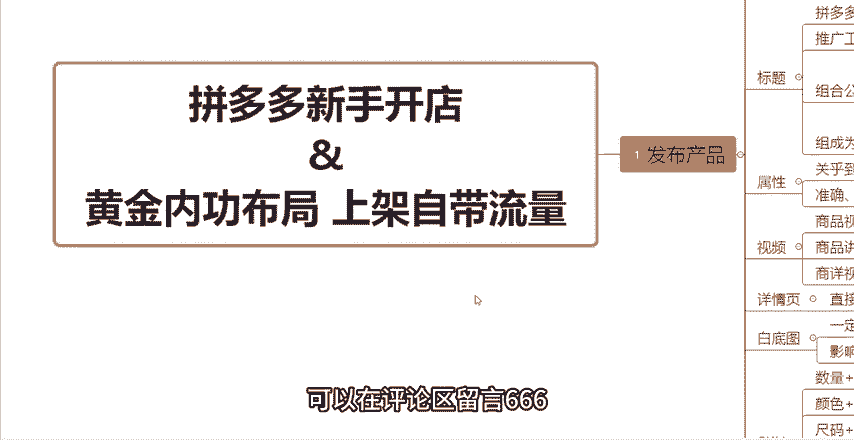 拼多多新手开店
&
黄金内功布局 上架自带流量
1 发布产品
标题
拼多多
推广工
组合公
组成为
属性
关乎到
准确、
视频
商品视
商品讲
商详视
详情页
直接
白底图
一定
影响
数量+
颜色+
尺码+
可以在评论区留言666